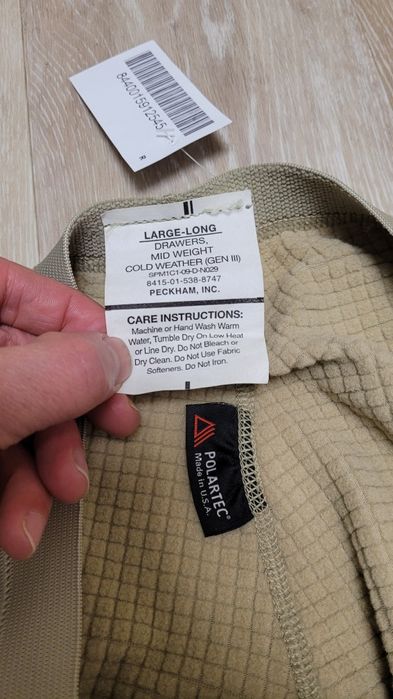 8440015912545
LARGE-LONG
DRAWERS,
MID WEIGHT
COLD WEATHER (GEN III)
SPM1C1-09-D-N029
8415-01-538-8747
PECKHAM, INC.
CARE INSTRUCTIONS:
Machine or Hand Wash Warm
Water, Tumble Dry On Low Heat
or Line Dry. Do Not Bleach or
Dry Clean. Do Not Use Fabric
Softeners. Do Not Iron.
POLARTEC®
Made in U.S.A.